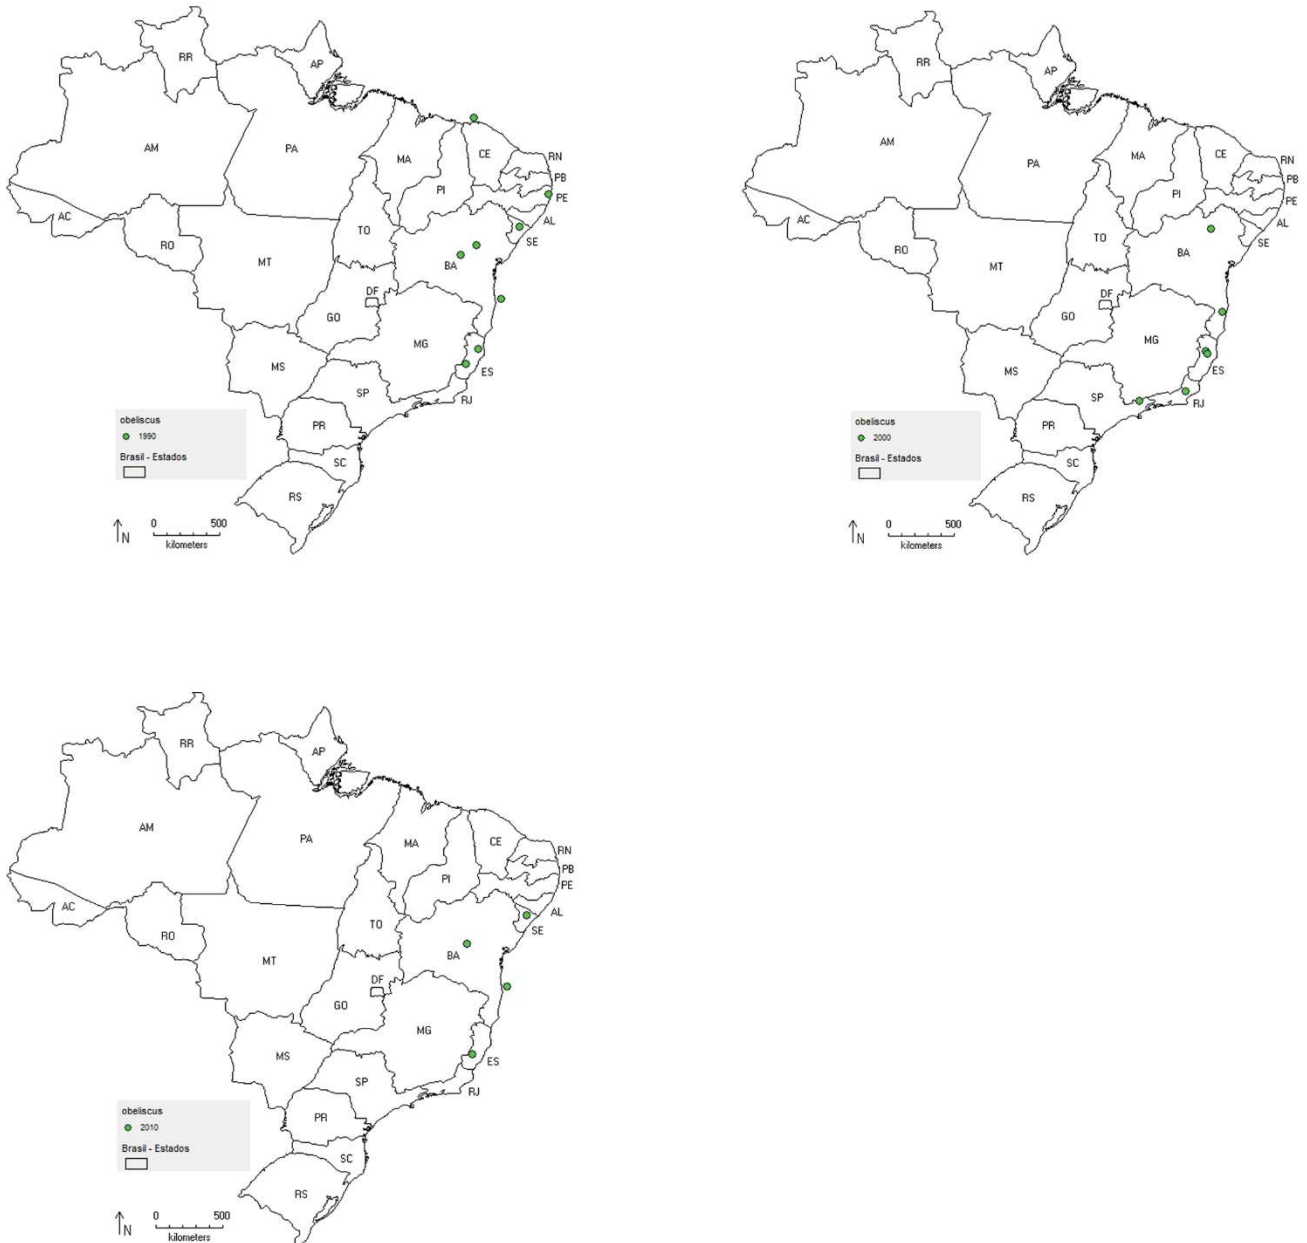 RR
AP
AM
PA
MA
CE
RN
PB
PE
PI
AL
SE
AC
RO
TO
MT
BA
DF
GO
MG
MS
ES
SP
RJ
PR
SC
RS
obeliscus
1990
Brasil - Estados
N
0 500
kilometers
RR
AP
AM
PA
MA
CE
RN
PB
PE
PI
AL
SE
AC
RO
TO
MT
BA
DF
GO
MG
MS
ES
SP
RJ
PR
SC
RS
obeliscus
2000
Brasil - Estados
N
0 500
kilometers
RR
AP
AM
PA
MA
CE
RN
PB
PE
PI
AL
SE
AC
RO
TO
MT
BA
DF
GO
MG
MS
ES
SP
RJ
PR
SC
RS
obeliscus
2010
Brasil - Estados
N
0 500
kilometers